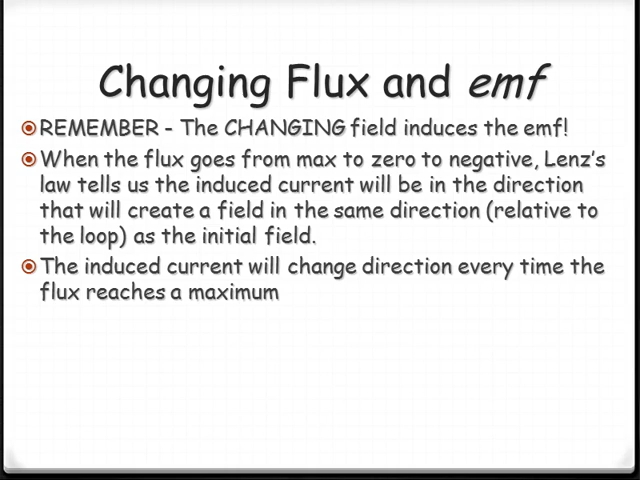 Changing Flux and emf
REMEMBER - The CHANGING field induces the emf!
When the flux goes from max to zero to negative, Lenz's
law tells us the induced current will be in the direction
that will create a field in the same direction (relative to
the loop) as the initial field.
The induced current will change direction every time the
flux reaches a maximum